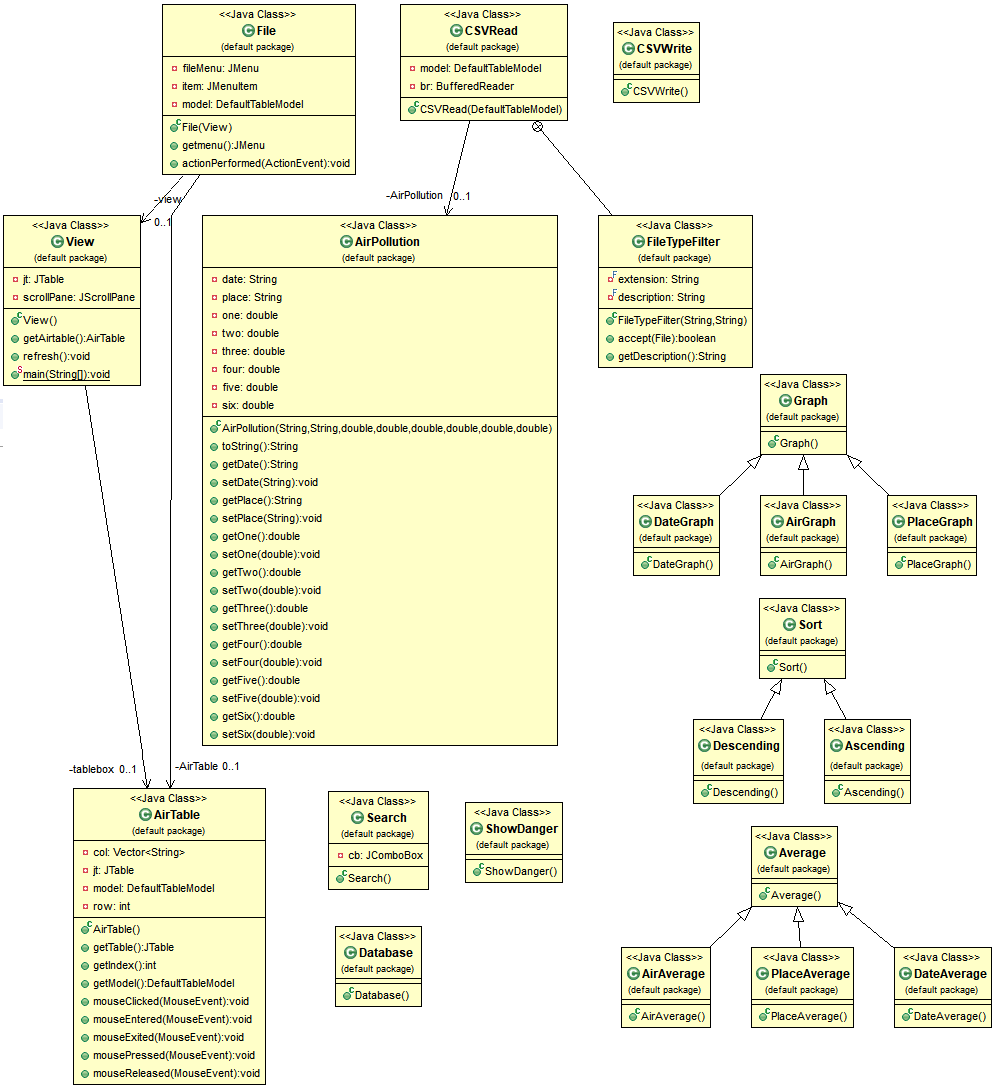 <<Java Class>>
File
(default package)
fileMenu: JMenu
item: JMenuItem
model: DefaultTableModel
File(View)
getmenu():JMenu
actionPerformed(ActionEvent):void
<<Java Class>>
CSVRead
(default package)
model: DefaultTableModel
br: BufferedReader
CSVRead(DefaultTableModel)
<<Java Class>>
CSVWrite
(default package)
CSVWrite()
-view
0..1
-AirPollution 0..1
<<Java Class>>
View
(default package)
jt: JTable
scrollPane: JScrollPane
View()
getAirtable():AirTable
refresh():void
main(String[]):void
<<Java Class>>
AirPollution
(default package)
date: String
place: String
one: double
two: double
three: double
four: double
five: double
six: double
AirPollution(String,String,double,double,double,double,double,double)
toString():String
getDate():String
setDate(String):void
getPlace():String
setPlace(String):void
getOne():double
setOne(double):void
getTwo():double
setTwo(double):void
getThree():double
setThree(double):void
getFour():double
setFour(double):void
getFive():double
setFive(double):void
getSix():double
setSix(double):void
<<Java Class>>
FileTypeFilter
(default package)
extension: String
description: String
FileTypeFilter(String,String)
accept(File):boolean
getDescription():String
<<Java Class>>
Graph
(default package)
Graph()
<<Java Class>>
DateGraph
(default package)
DateGraph()
<<Java Class>>
AirGraph
(default package)
AirGraph()
<<Java Class>>
PlaceGraph
(default package)
PlaceGraph()
<<Java Class>>
Sort
(default package)
Sort()
<<Java Class>>
Descending
(default package)
Descending()
<<Java Class>>
Ascending
(default package)
Ascending()
-tablebox 0..1
-AirTable 0..1
<<Java Class>>
AirTable
(default package)
col: Vector<String>
jt: JTable
model: DefaultTableModel
row: int
AirTable()
getTable():JTable
getIndex():int
getModel():DefaultTableModel
mouseClicked(MouseEvent):void
mouseEntered(MouseEvent):void
mouseExited(MouseEvent):void
mousePressed(MouseEvent):void
mouseReleased(MouseEvent):void
<<Java Class>>
Search
(default package)
cb: JComboBox
Search()
<<Java Class>>
ShowDanger
(default package)
ShowDanger()
<<Java Class>>
Database
(default package)
Database()
<<Java Class>>
Average
(default package)
Average()
<<Java Class>>
AirAverage
(default package)
AirAverage()
<<Java Class>>
PlaceAverage
(default package)
PlaceAverage()
<<Java Class>>
DateAverage
(default package)
DateAverage()